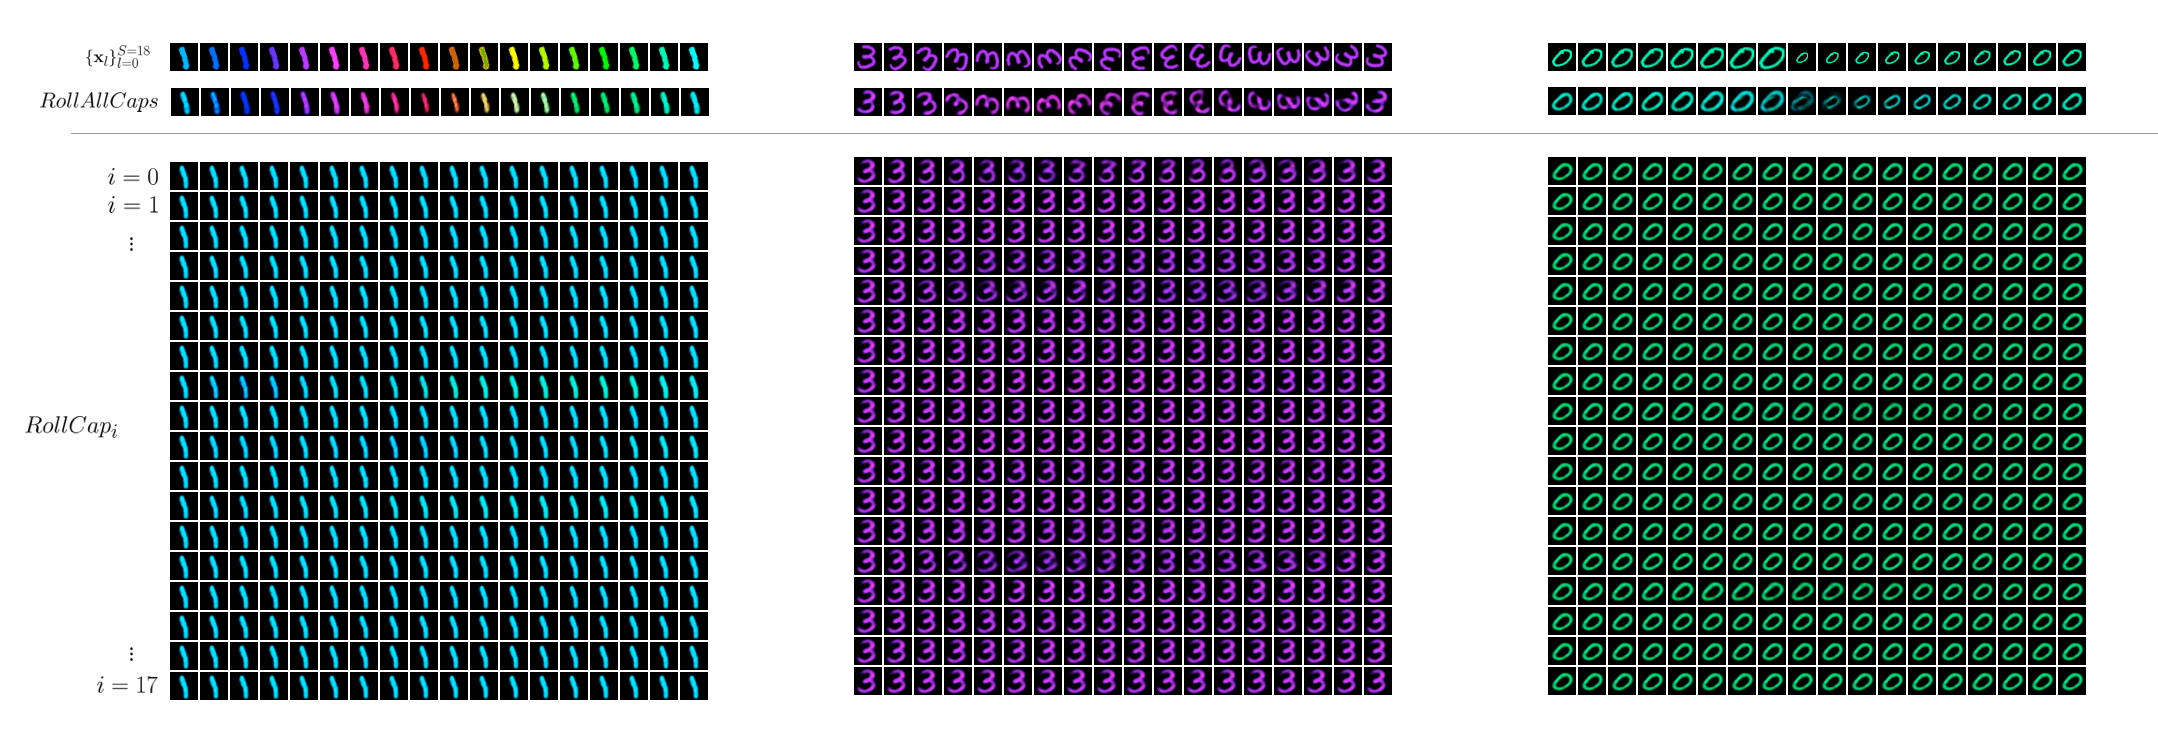 {x_l}_{l=0}^{S=18}
RollAllCaps
i = 0
i = 1
⋮
RollCap_i
⋮
i = 17